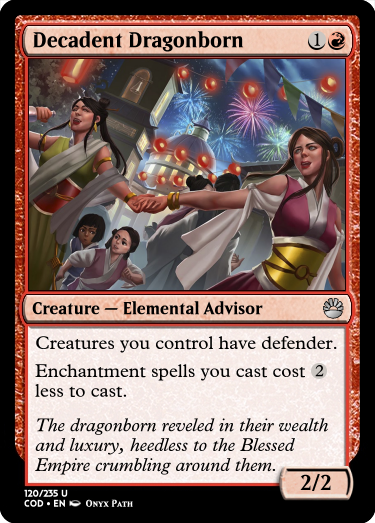 Decadent Dragonborn 1
Creature — Elemental Advisor
Creatures you control have defender.
Enchantment spells you cast cost 2
less to cast.
The dragonborn reveled in their wealth
and luxury, heedless to the Blessed
Empire crumbling around them.
2/2
120/235 U
COD • EN Onyx Path